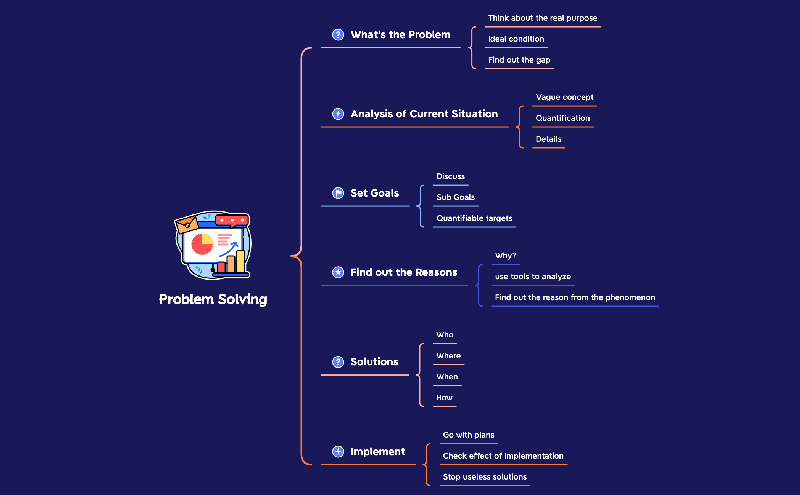 Problem Solving
What's the Problem
Think about the real purpose
Ideal condition
Find out the gap
Analysis of Current Situation
Vague concept
Quantification
Details
Set Goals
Discuss
Sub Goals
Quantifiable targets
Find out the Reasons
Why?
use tools to analyze
Find out the reason from the phenomenon
Solutions
Who
Where
When
How
Implement
Go with plans
Check effect of implementation
Stop useless solutions